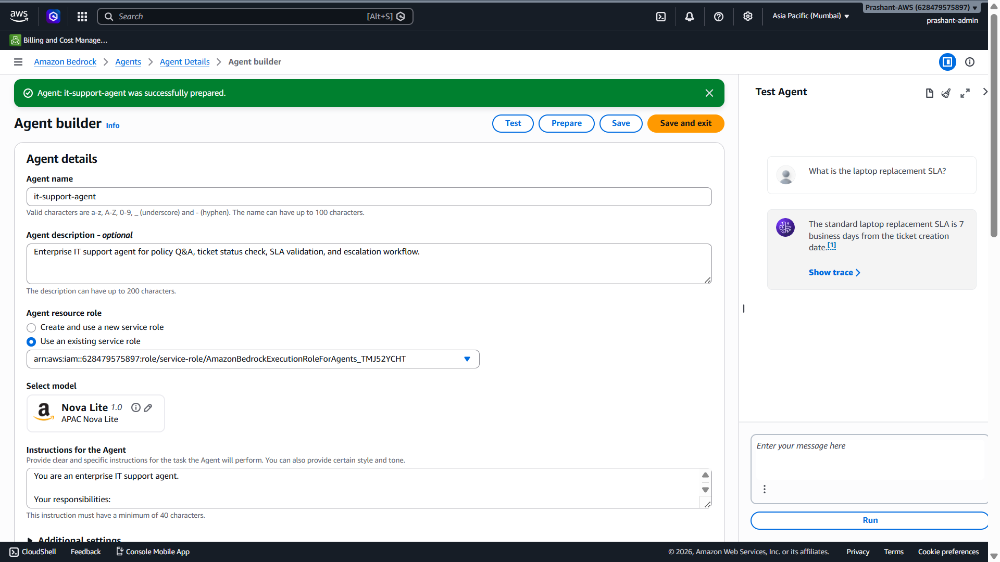 aws
Search
[Alt+S]
Asia Pacific (Mumbai)
Prashant-AWS (628479575897)
prashant-admin
Billing and Cost Manage...
Amazon Bedrock
Agents
Agent Details
Agent builder
Agent: it-support-agent was successfully prepared.
Agent builder
Info
Test
Prepare
Save
Save and exit
Agent details
Agent name
it-support-agent
Valid characters are a-z, A-Z, 0-9, _ (underscore) and - (hyphen). The name can have up to 100 characters.
Agent description - optional
Enterprise IT support agent for policy Q&A, ticket status check, SLA validation, and escalation workflow.
The description can have up to 200 characters.
Agent resource role
Create and use a new service role
Use an existing service role
arn:aws:iam::628479575897:role/service-role/AmazonBedrockExecutionRoleForAgents_TMJ52YCHT
Select model
Nova Lite 1.0
APAC Nova Lite
Instructions for the Agent
Provide clear and specific instructions for the task the Agent will perform. You can also provide certain style and tone.
You are an enterprise IT support agent.
Your responsibilities:
This instruction must have a minimum of 40 characters.
Additional settings
Test Agent
What is the laptop replacement SLA?
The standard laptop replacement SLA is 7
business days from the ticket creation
date.[1]
Show trace
Enter your message here
Run
CloudShell
Feedback
Console Mobile App
© 2026, Amazon Web Services, Inc. or its affiliates.
Privacy
Terms
Cookie preferences